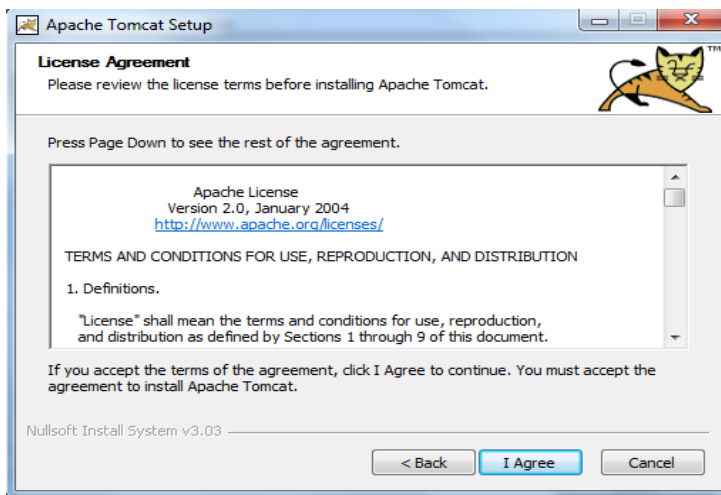 Apache Tomcat Setup
License Agreement
Please review the license terms before installing Apache Tomcat.
TM
Press Page Down to see the rest of the agreement.
Apache License
Version 2.0, January 2004
http://www.apache.org/licenses/
TERMS AND CONDITIONS FOR USE, REPRODUCTION, AND DISTRIBUTION
1. Definitions.
"License" shall mean the terms and conditions for use, reproduction,
and distribution as defined by Sections 1 through 9 of this document.
If you accept the terms of the agreement, click I Agree to continue. You must accept the
agreement to install Apache Tomcat.
Nullsoft Install System v3.03
< Back I Agree Cancel